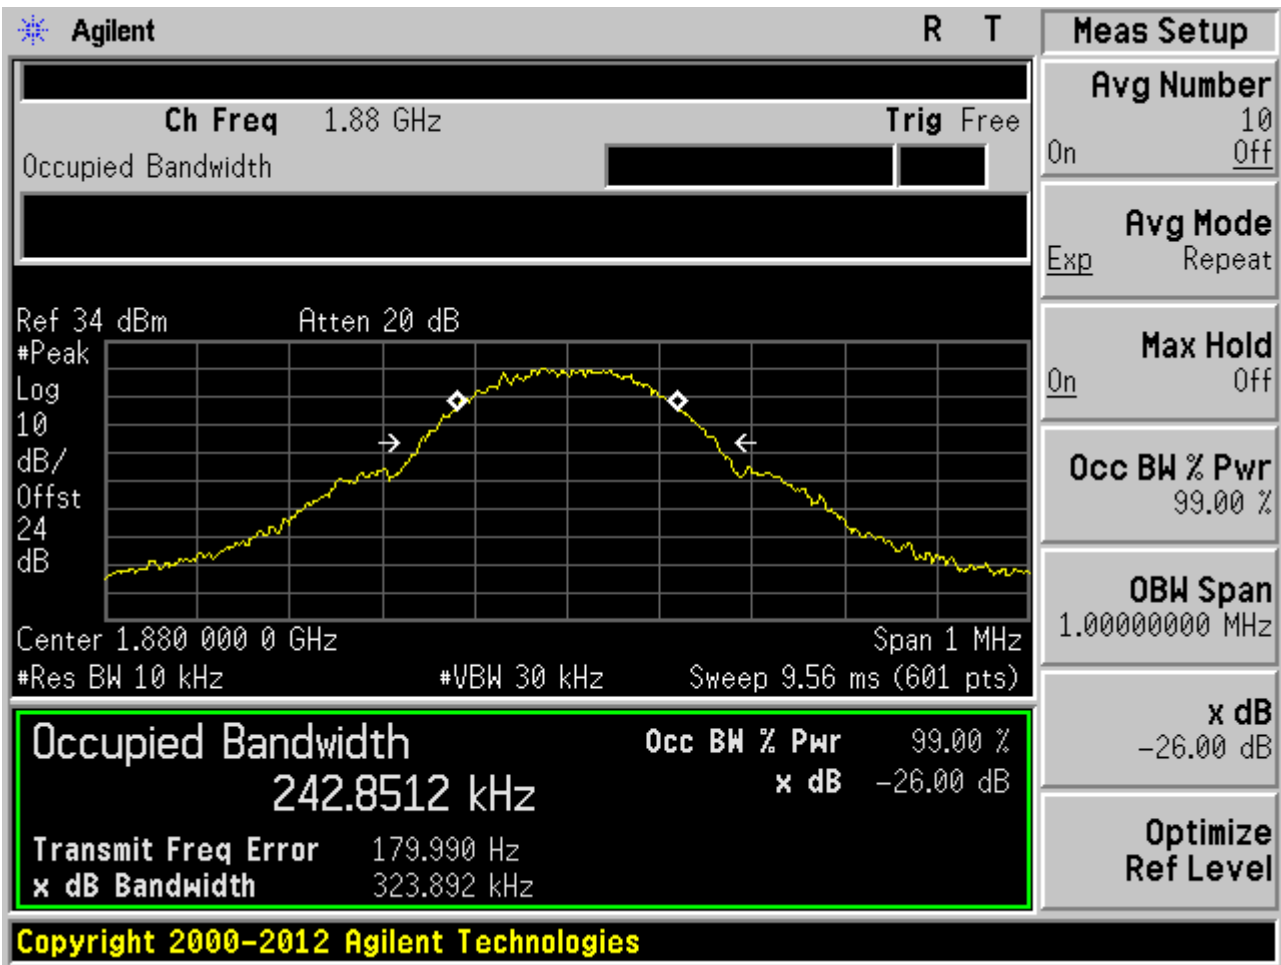 Agilent R T
Ch Freq 1.88 GHz Trig Free
Occupied Bandwidth
Ref 34 dBm Atten 20 dB
#Peak
Log
10
dB/
Offst
24
dB
Center 1.880 000 0 GHz Span 1 MHz
#Res BW 10 kHz #VBW 30 kHz Sweep 9.56 ms (601 pts)
Occupied Bandwidth Occ BW % Pwr 99.00 %
242.8512 kHz x dB -26.00 dB
Transmit Freq Error 179.990 Hz
x dB Bandwidth 323.892 kHz
Copyright 2000-2012 Agilent Technologies
Meas Setup
Avg Number
10
On Off
Avg Mode
Exp Repeat
Max Hold
On Off
Occ BW % Pwr
99.00 %
OBW Span
1.00000000 MHz
x dB
-26.00 dB
Optimize
Ref Level